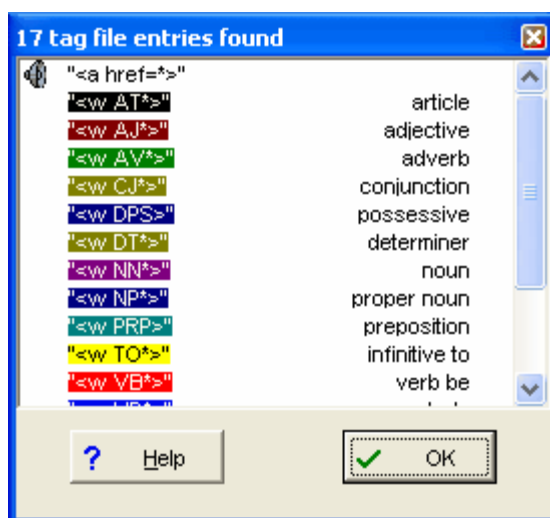 17 tag file entries found
"<a href=*>"
"<w AT*>" article
"<w AJ*>" adjective
"<w AV*>" adverb
"<w CJ*>" conjunction
"<w DPS>" possessive
"<w DT*>" determiner
"<w NN*>" noun
"<w NP*>" proper noun
"<w PRP>" preposition
"<w TO*>" infinitive to
"<w VB*>" verb be
? Help
OK